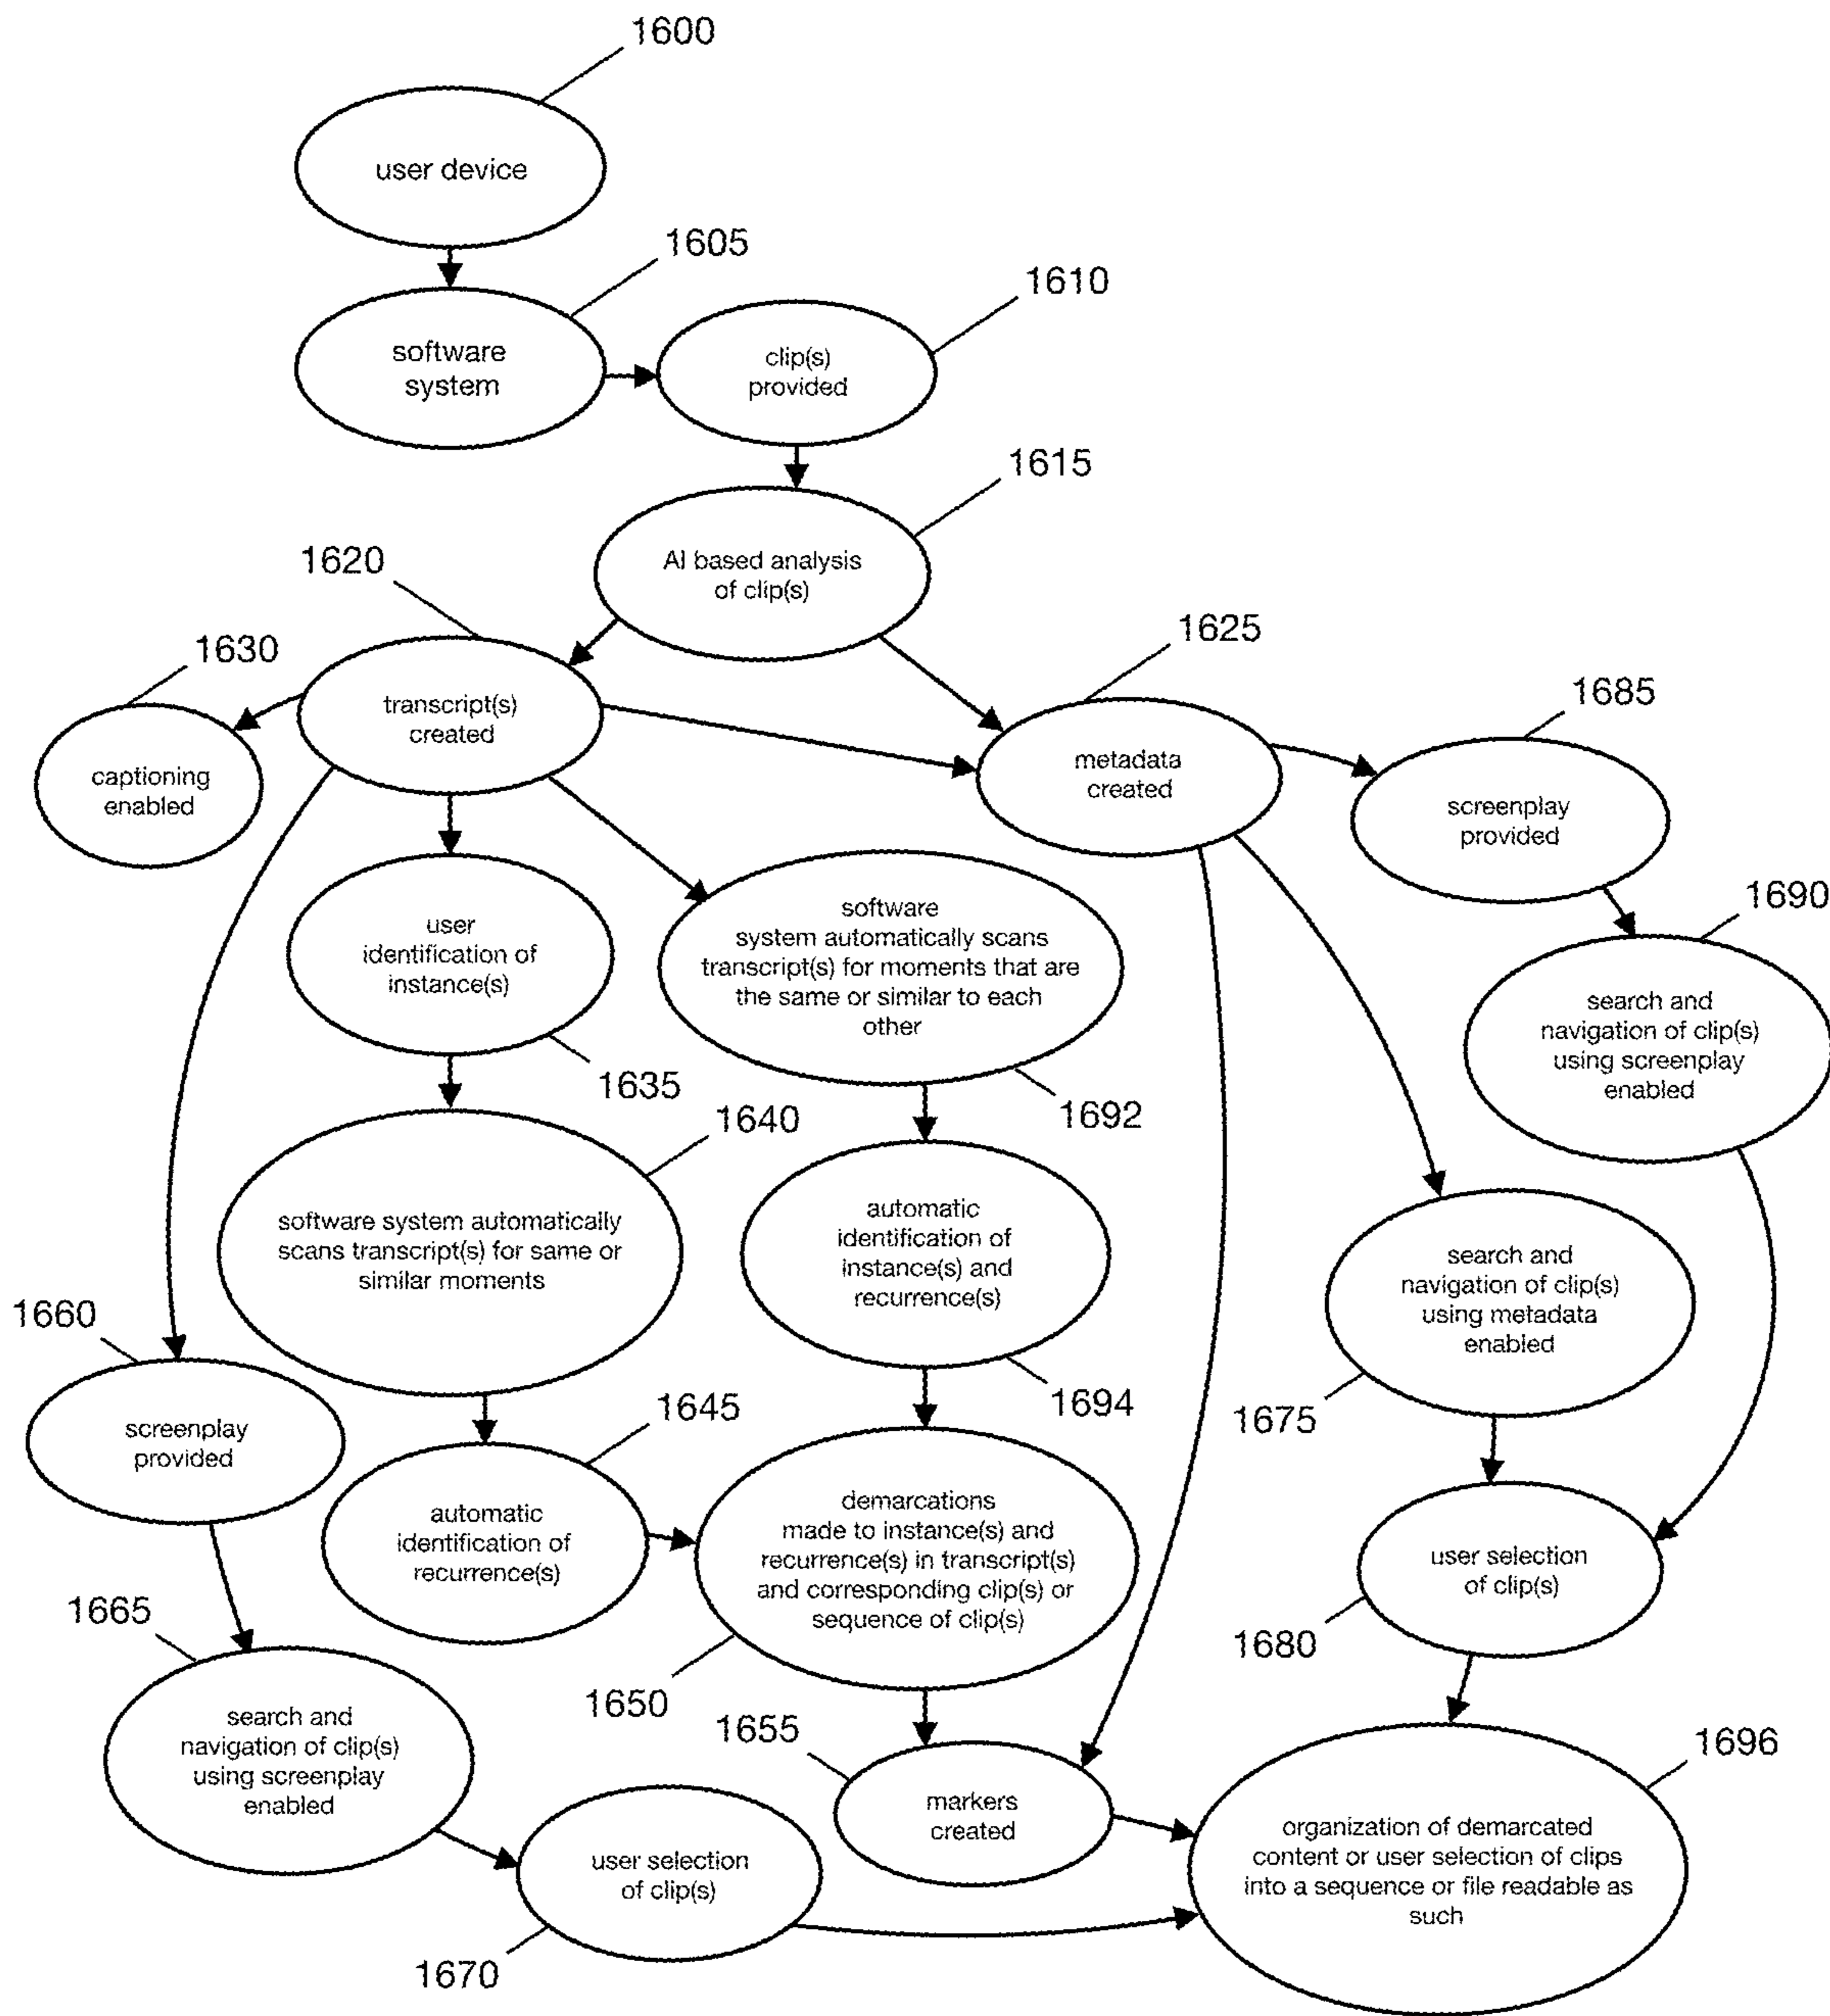 1600
user device
1605
software
system
1610
clip(s)
provided
1615
AI based analysis
of clip(s)
1620
transcript(s)
created
1625
metadada
created
1630
captioning
enabled
1685
screenplay
provided
1690
search and
navigation of clip(s)
using screenplay
enabled
user
identification of
instance(s)
1635
software
system automatically scans
transcript(s) for moments that are
the same or similar to each
other
1692
1640
software system automatically
scans transcript(s) for same or
similar moments
automatic
identification of
instance(s) and
recurrence(s)
1694
search and
navigation of clip(s)
using metadata
enabled
1675
1660
screenplay
provided
1645
automatic
identification of
recurrence(s)
demarcations
made to instance(s) and
recurrence(s) in transcript(s)
and corresponding clip(s) or
sequence of clip(s)
1650
user selection
of clip(s)
1680
1665
search and
navigation of clip(s)
using screenplay
enabled
user selection
of clip(s)
1670
1655
markers
created
1696
organization of demarcated
content or user selection of clips
into a sequence or file readable as
such